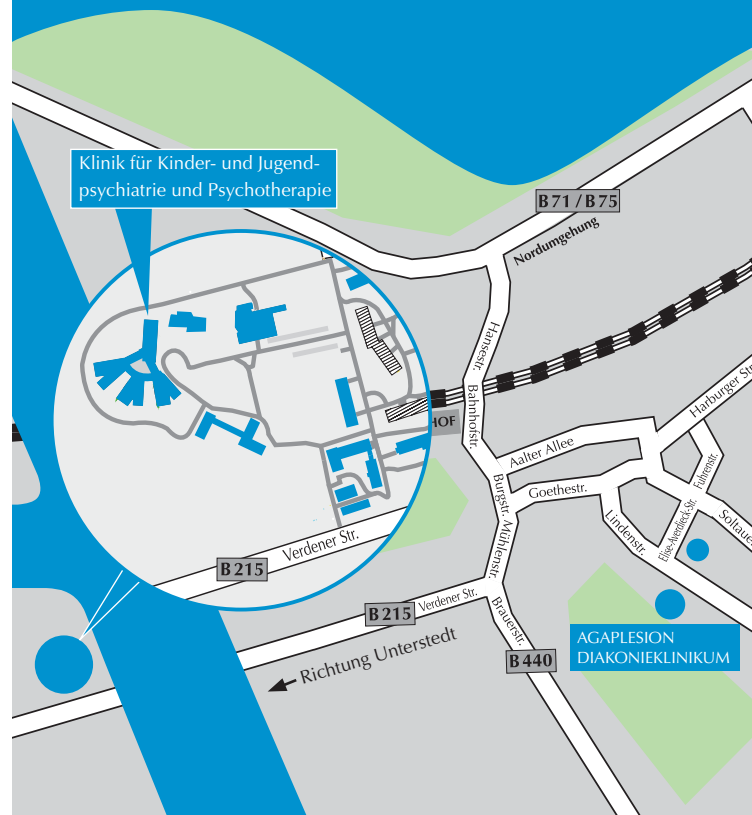 Klinik für Kinder- und Jugend-
psychiatrie und Psychotherapie
B 71 / B 75
Nordumgehung
Hansestr.
Bahnhofstr.
HOF
Harburger Str
Aalter Allee
Burgstr.
Goethestr.
Fuhrenstr.
Mühlenstr.
Lindenstr.
Elise-Averdieck-Str.
Soltauer
Verdener Str.
B 215
B 215
Verdener Str.
Brauerstr.
Richtung Unterstedt
B 440
AGAPLESION
DIAKONIEKLINIKUM